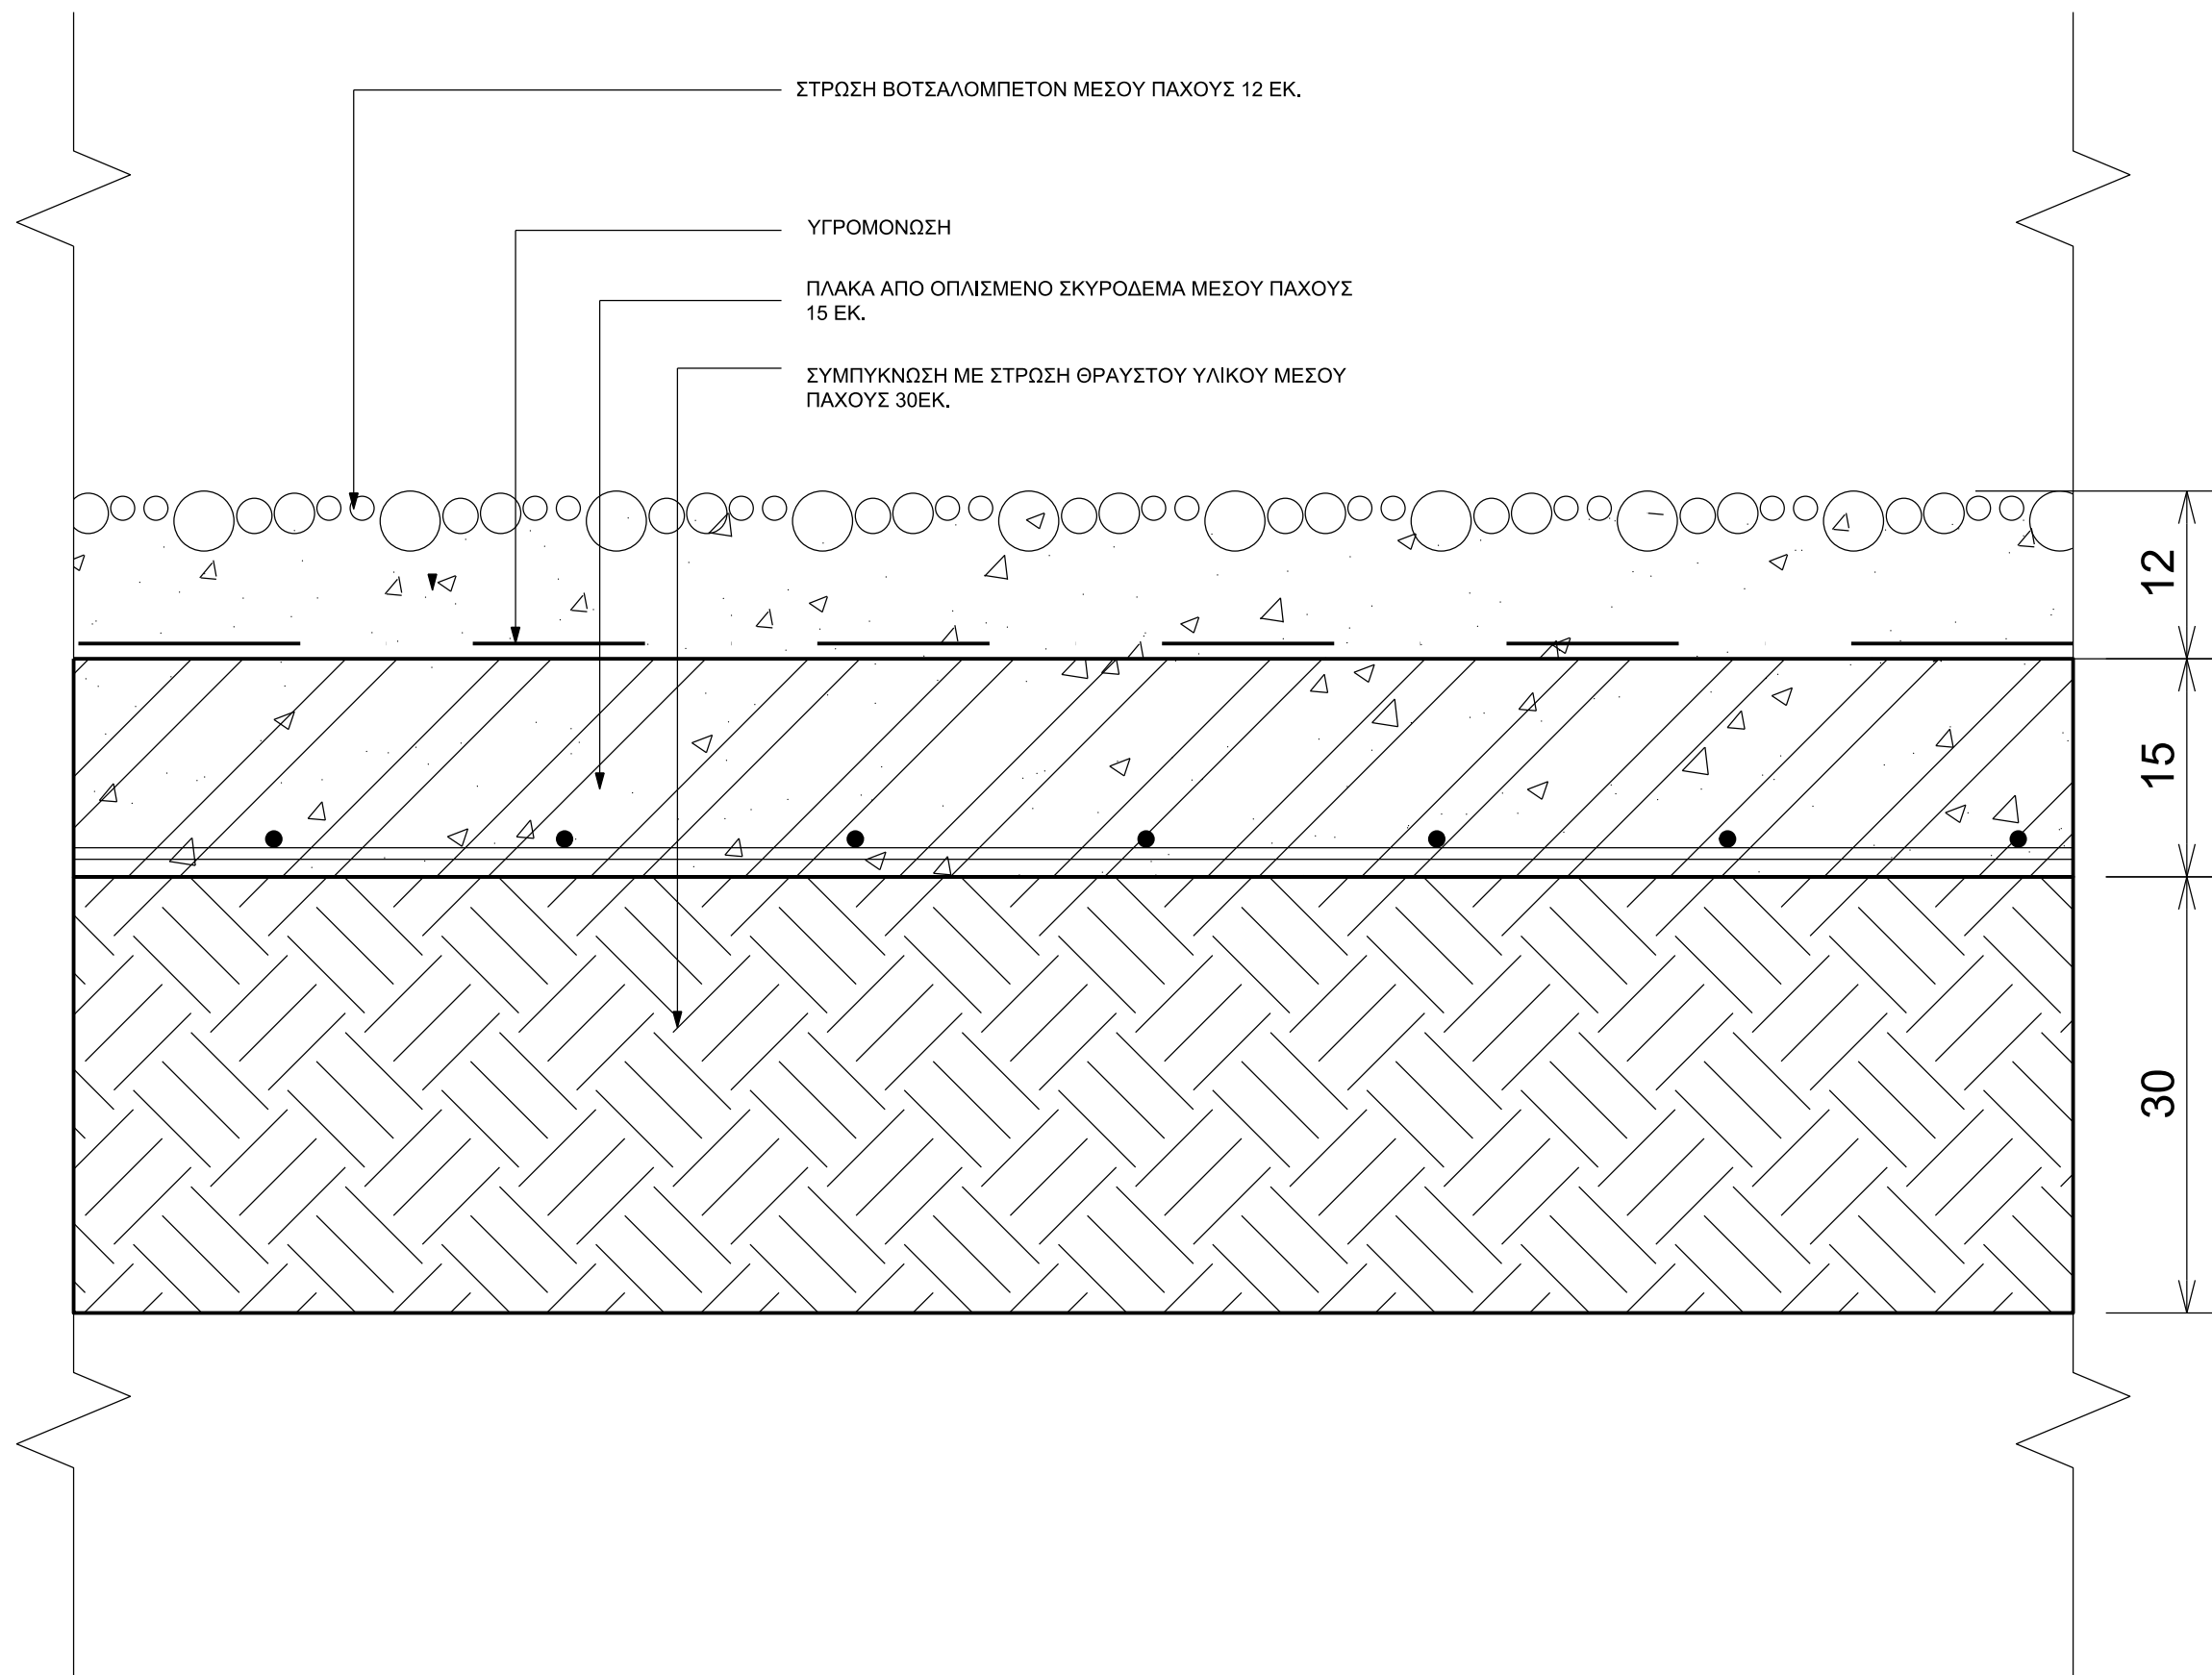 ΣΤΡΩΣΗ ΒΟΤΣΑΛΟΜΠΕΤΟΝ ΜΕΣΟΥ ΠΑΧΟΥΣ 12 ΕΚ.
ΥΓΡΟΜΟΝΩΣΗ
ΠΛΑΚΑ ΑΠΟ ΟΠΛΙΣΜΕΝΟ ΣΚΥΡΟΔΕΜΑ ΜΕΣΟΥ ΠΑΧΟΥΣ
15 ΕΚ.
ΣΥΜΠΥΚΝΩΣΗ ΜΕ ΣΤΡΩΣΗ ΘΡΑΥΣΤΟΥ ΥΛΙΚΟΥ ΜΕΣΟΥ
ΠΑΧΟΥΣ 30ΕΚ.
12
15
30